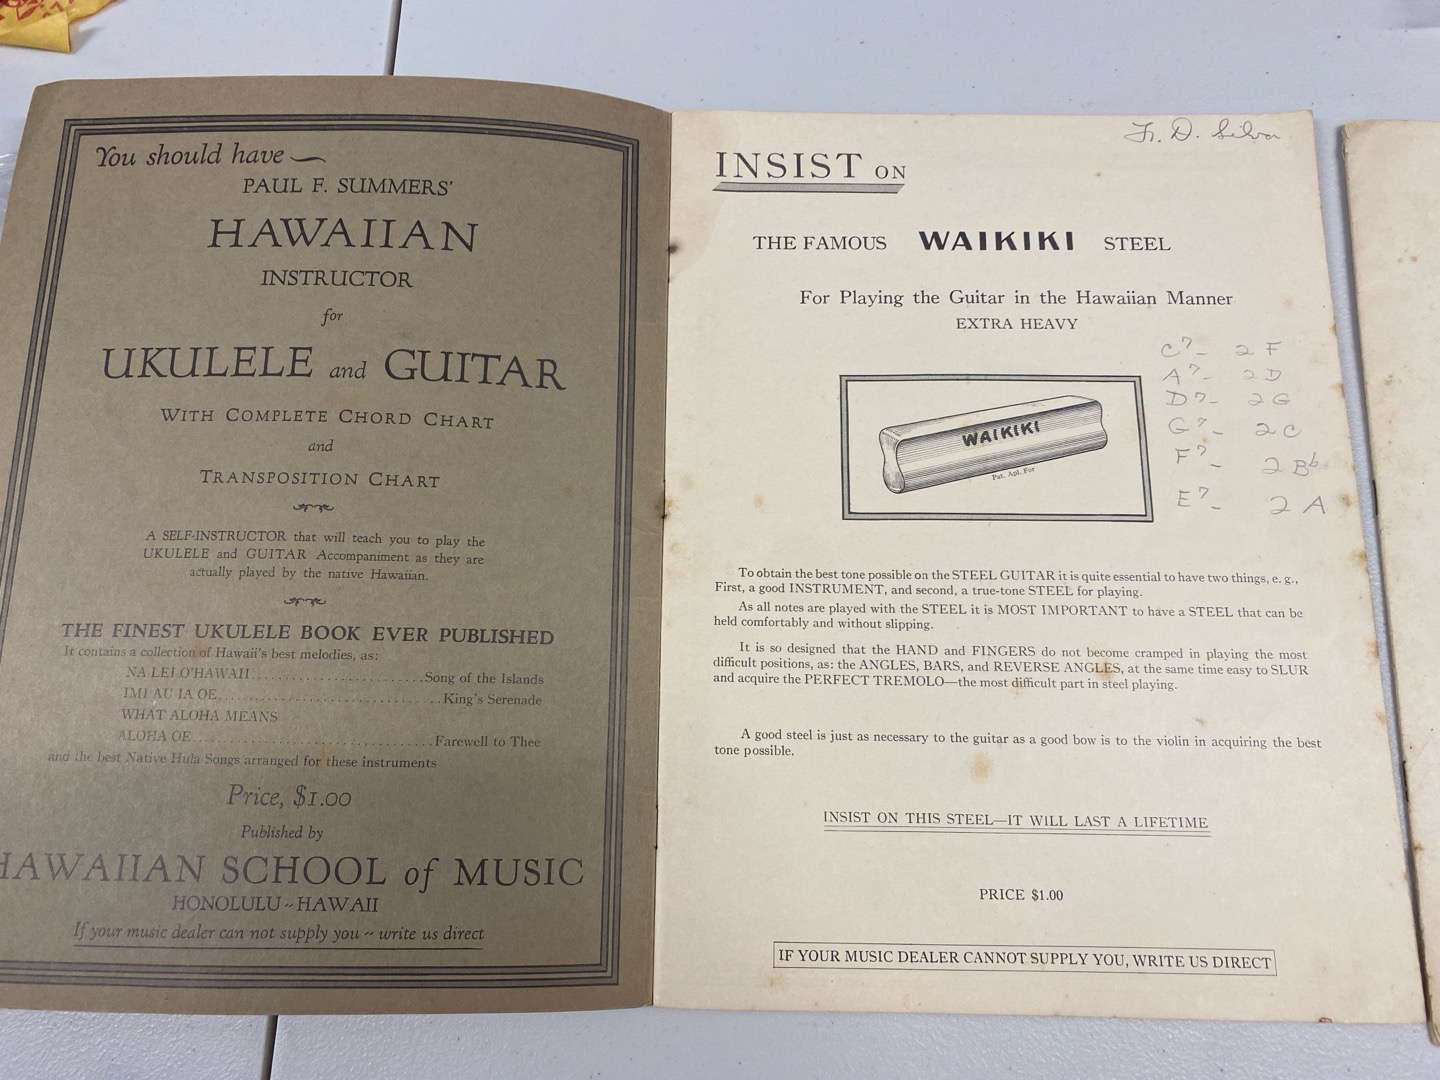 You should have
PAUL F. SUMMERS'
HAWAIIAN
INSTRUCTOR
for
UKULELE and GUITAR
WITH COMPLETE CHORD CHART
and
TRANSPOSITION CHART
A SELF-INSTRUCTOR that will teach you to play the
UKULELE and GUITAR Accompaniment as they are
actually played by the native Hawaiian.
THE FINEST UKULELE BOOK EVER PUBLISHED
It contains a collection of Hawaii's best melodies, as:
NA LEI O'HAWAII........................Song of the Islands
IMI AU IA OE................................King's Serenade
WHAT ALOHA MEANS
ALOHA OE..................................Farewell to Thee
and the best Native Hula Songs arranged for these instruments
Price, $1.00
Published by
HAWAIIAN SCHOOL of MUSIC
HONOLULU ~ HAWAII
If your music dealer can not supply you ~ write us direct
D. Silva
INSIST ON
THE FAMOUS WAIKIKI STEEL
For Playing the Guitar in the Hawaiian Manner
EXTRA HEAVY
C7- 2 F
A7- 2 D
D7- 2 G
G7- 2 C
F7- 2 Bb
E7- 2 A
WAIKIKI
Pat. Apl. For
To obtain the best tone possible on the STEEL GUITAR it is quite essential to have two things, e. g.,
First, a good INSTRUMENT, and second, a true-tone STEEL for playing.
As all notes are played with the STEEL it is MOST IMPORTANT to have a STEEL that can be
held comfortably and without slipping.
It is so designed that the HAND and FINGERS do not become cramped in playing the most
difficult positions, as: the ANGLES, BARS, and REVERSE ANGLES, at the same time easy to SLUR
and acquire the PERFECT TREMOLO—the most difficult part in steel playing.
A good steel is just as necessary to the guitar as a good bow is to the violin in acquiring the best
tone possible.
INSIST ON THIS STEEL—IT WILL LAST A LIFETIME
PRICE $1.00
IF YOUR MUSIC DEALER CANNOT SUPPLY YOU, WRITE US DIRECT